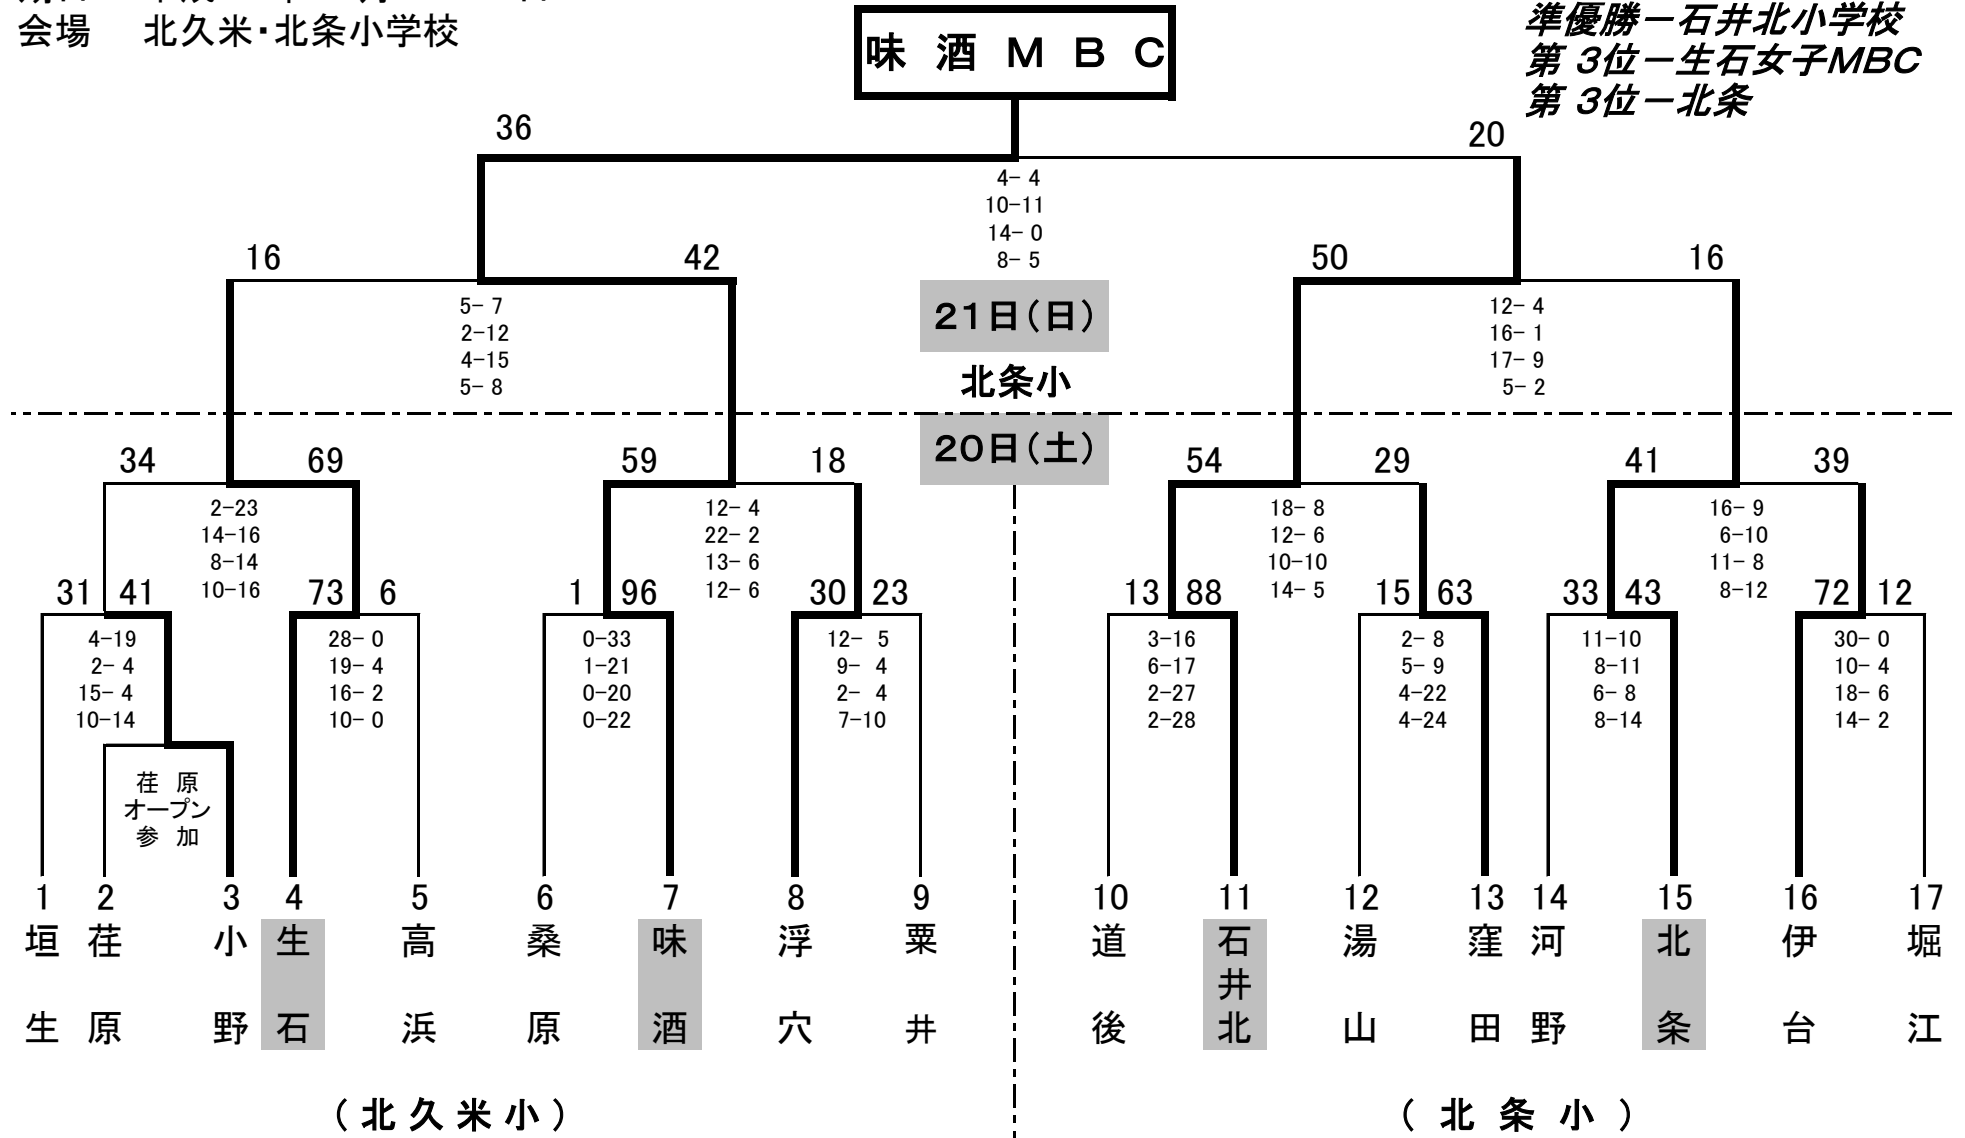 会場 北久米・北条小学校
準優勝－石井北小学校
第 3位－生石女子MBC
第 3位－北条
味 酒 M B C
36
20
4- 4
10-11
14- 0
8- 5
16
42
50
16
5- 7
2-12
4-15
5- 8
21日（日）
12- 4
16- 1
17- 9
5- 2
北条小
20日（土）
34
69
59
18
54
29
41
39
2-23
14-16
8-14
10-16
12- 4
22- 2
13- 6
12- 6
18- 8
12- 6
10-10
14- 5
16- 9
6-10
11- 8
8-12
31 41
73 6
1 96
30 23
13 88
15 63
33 43
72 12
4-19
2- 4
15- 4
10-14
28- 0
19- 4
16- 2
10- 0
0-33
1-21
0-20
0-22
12- 5
9- 4
2- 4
7-10
3-16
6-17
2-27
2-28
2- 8
5- 9
4-22
4-24
11-10
8-11
6- 8
8-14
30- 0
10- 4
18- 6
14- 2
荏 原
オープン
参 加
1 2 3 4 5 6 7 8 9 10 11 12 13 14 15 16 17
垣生
荏原
小野
生石
高浜
桑原
味酒
浮穴
粟井
道後
石井北
湯山
窪田
河野
北条
伊台
堀江
（ 北 久 米 小 ）
（ 北 条 小 ）